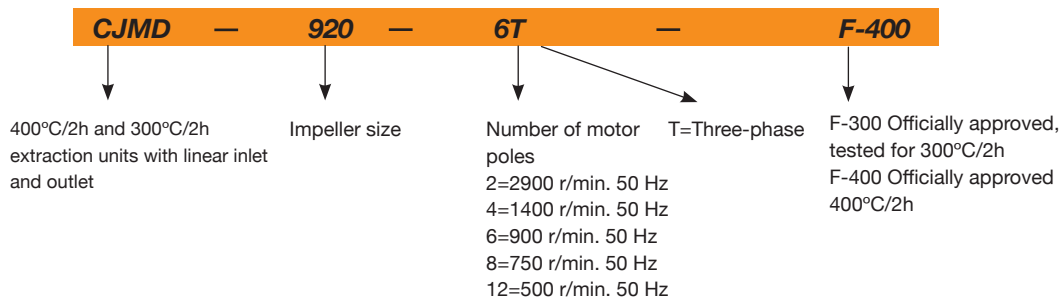 CJMD — 920 — 6T — F-400
400ºC/2h and 300ºC/2h
extraction units with linear inlet
and outlet
Impeller size
Number of motor
poles
2=2900 r/min. 50 Hz
4=1400 r/min. 50 Hz
6=900 r/min. 50 Hz
8=750 r/min. 50 Hz
12=500 r/min. 50 Hz
T=Three-phase
F-300 Officially approved,
tested for 300ºC/2h
F-400 Officially approved
400ºC/2h